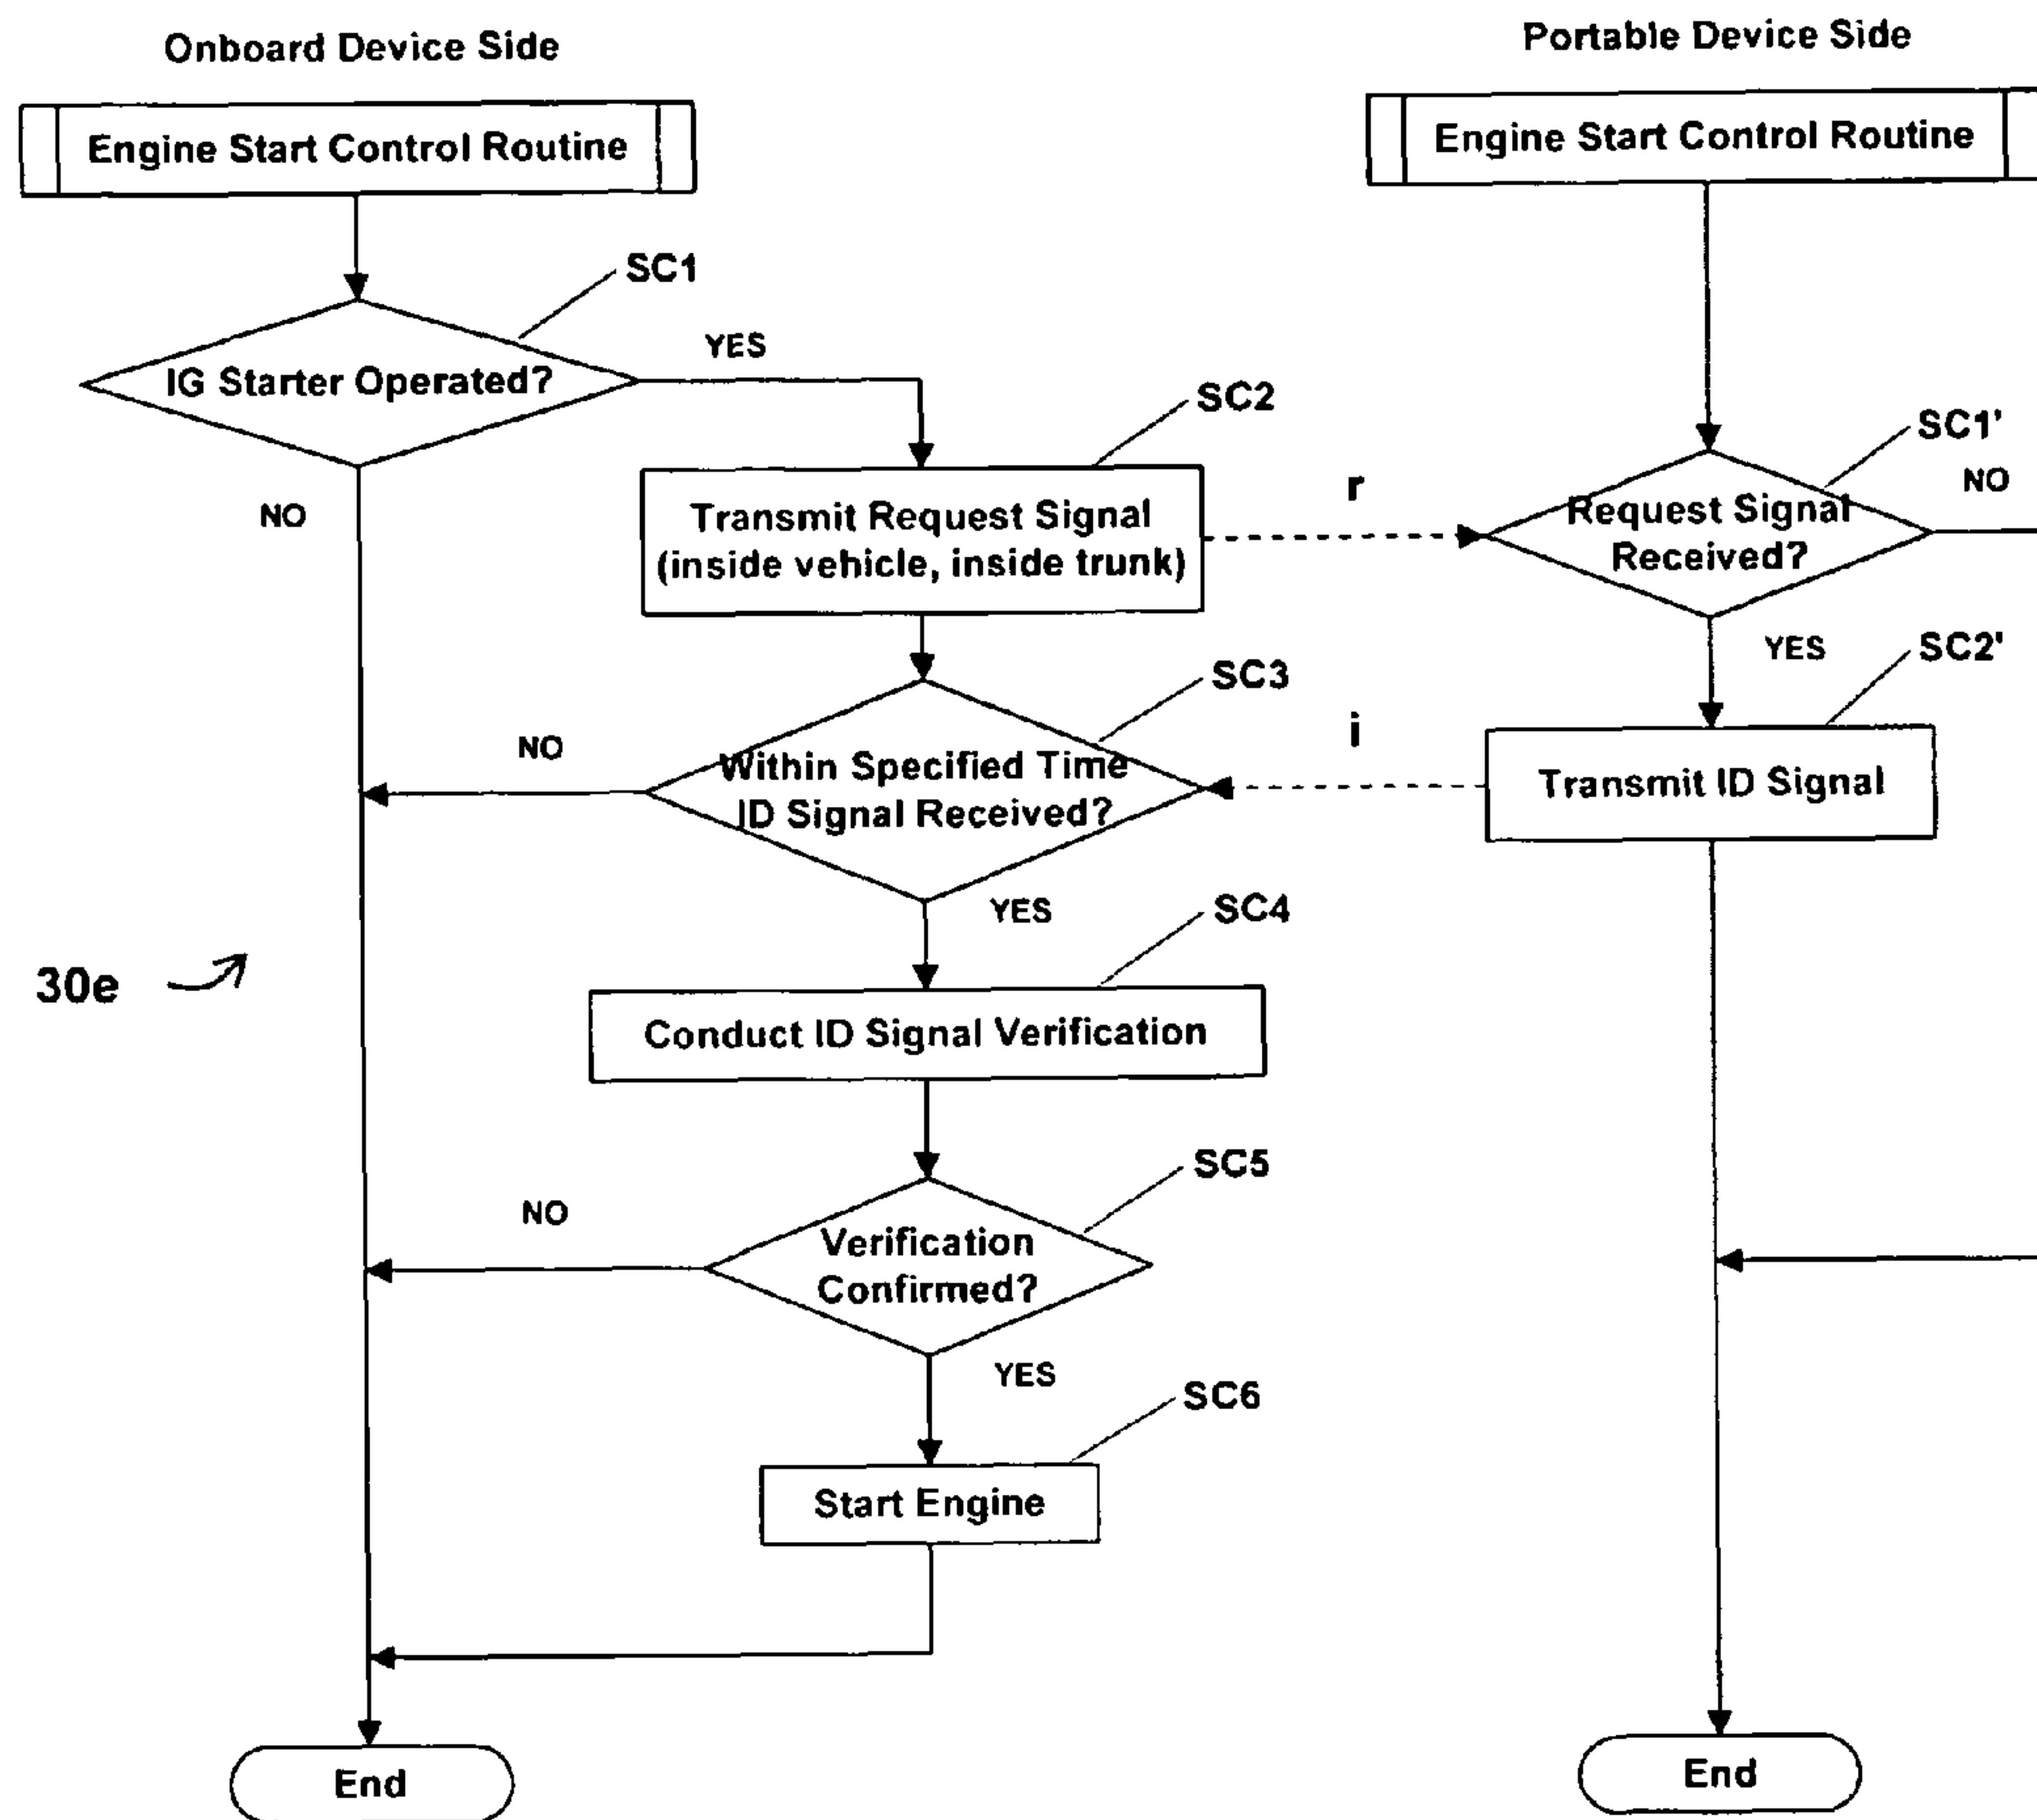 Onboard Device Side
Engine Start Control Routine
SC1
IG Starter Operated?
YES
NO
SC2
Transmit Request Signal
(inside vehicle, inside trunk)
r
SC3
Within Specified Time
ID Signal Received?
NO
i
YES
SC4
Conduct ID Signal Verification
30e
SC5
Verification
Confirmed?
NO
YES
SC6
Start Engine
End
Portable Device Side
Engine Start Control Routine
SC1'
Request Signal
Received?
NO
YES
SC2'
Transmit ID Signal
End